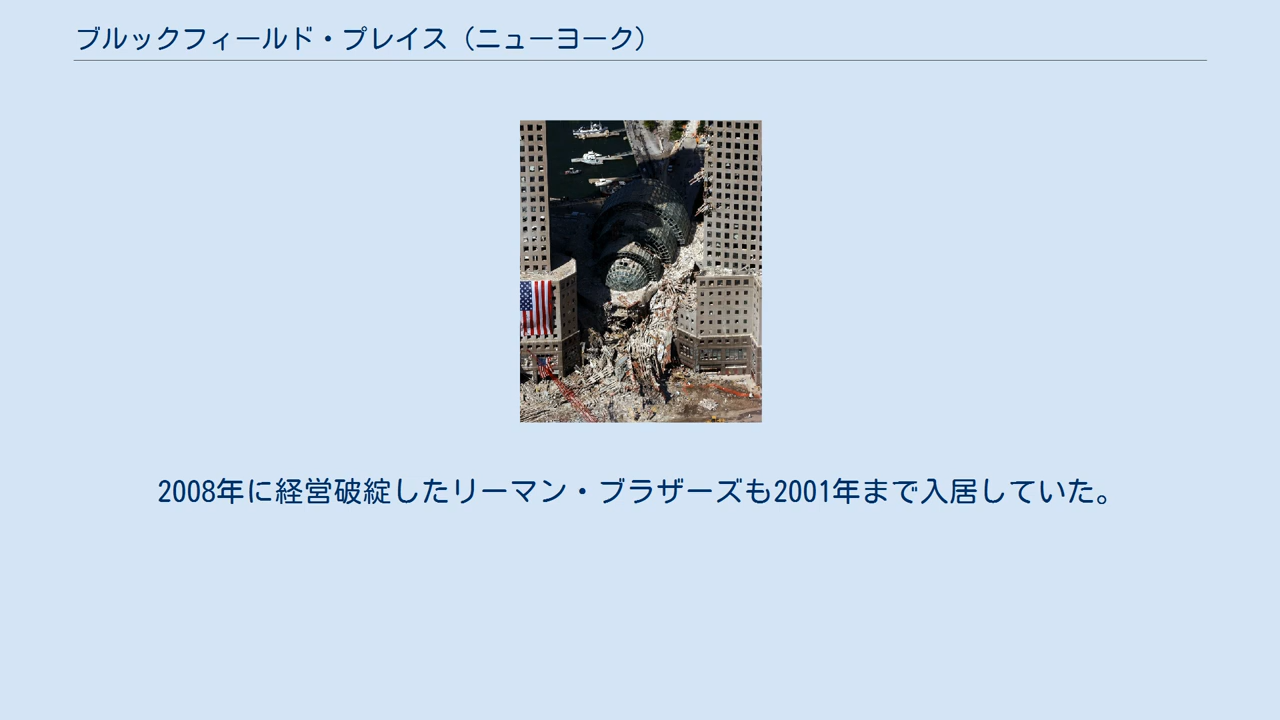 ブルックフィールド・プレイス（ニューヨーク）
2008年に経営破綻したリーマン・ブラザーズも2001年まで入居していた。